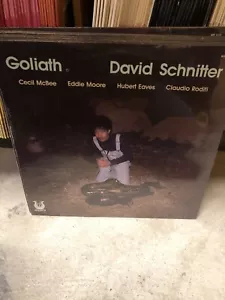 Goliath David Schnitter
Cecil McBee Eddie Moore Hubert Eaves Claudio Roditi